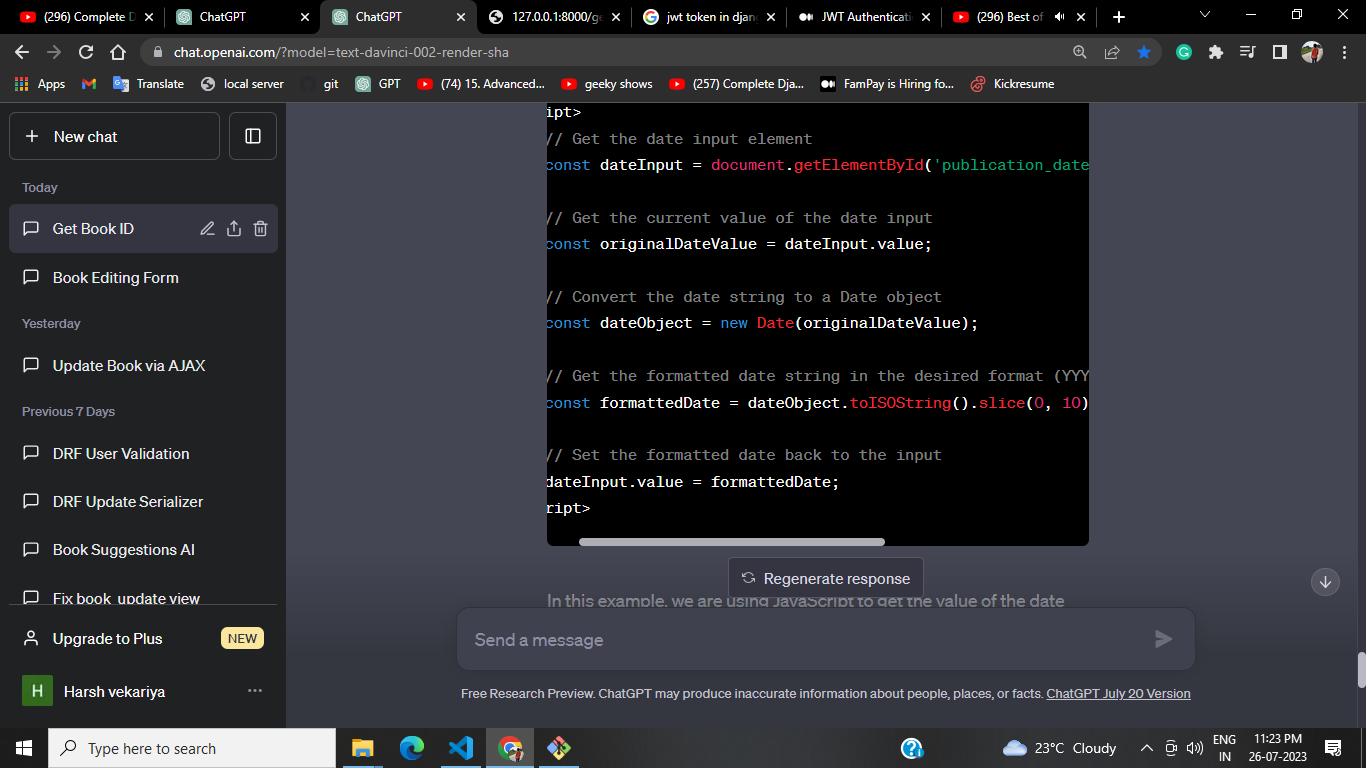 (296) Complete D
ChatGPT
ChatGPT
127.0.0.1:8000/ge
jwt token in djan
JWT Authenticati
(296) Best of
chat.openai.com/?model=text-davinci-002-render-sha
Apps
Translate
local server
git
GPT
(74) 15. Advanced...
geeky shows
(257) Complete Dja...
FamPay is Hiring fo...
Kickresume
New chat
Today
Get Book ID
Book Editing Form
Yesterday
Update Book via AJAX
Previous 7 Days
DRF User Validation
DRF Update Serializer
Book Suggestions AI
Fix book_update view
Upgrade to Plus
NEW
H
Harsh vekariya
ipt>
// Get the date input element
const dateInput = document.getElementById('publication_date
// Get the current value of the date input
const originalDateValue = dateInput.value;
// Convert the date string to a Date object
const dateObject = new Date(originalDateValue);
// Get the formatted date string in the desired format (YYY
const formattedDate = dateObject.toISOString().slice(0, 10)
// Set the formatted date back to the input
dateInput.value = formattedDate;
ript>
Regenerate response
In this example, we are using JavaScript to get the value of the date
Send a message
Free Research Preview. ChatGPT may produce inaccurate information about people, places, or facts. ChatGPT July 20 Version
Type here to search
23°C Cloudy
ENG
IN
11:23 PM
26-07-2023